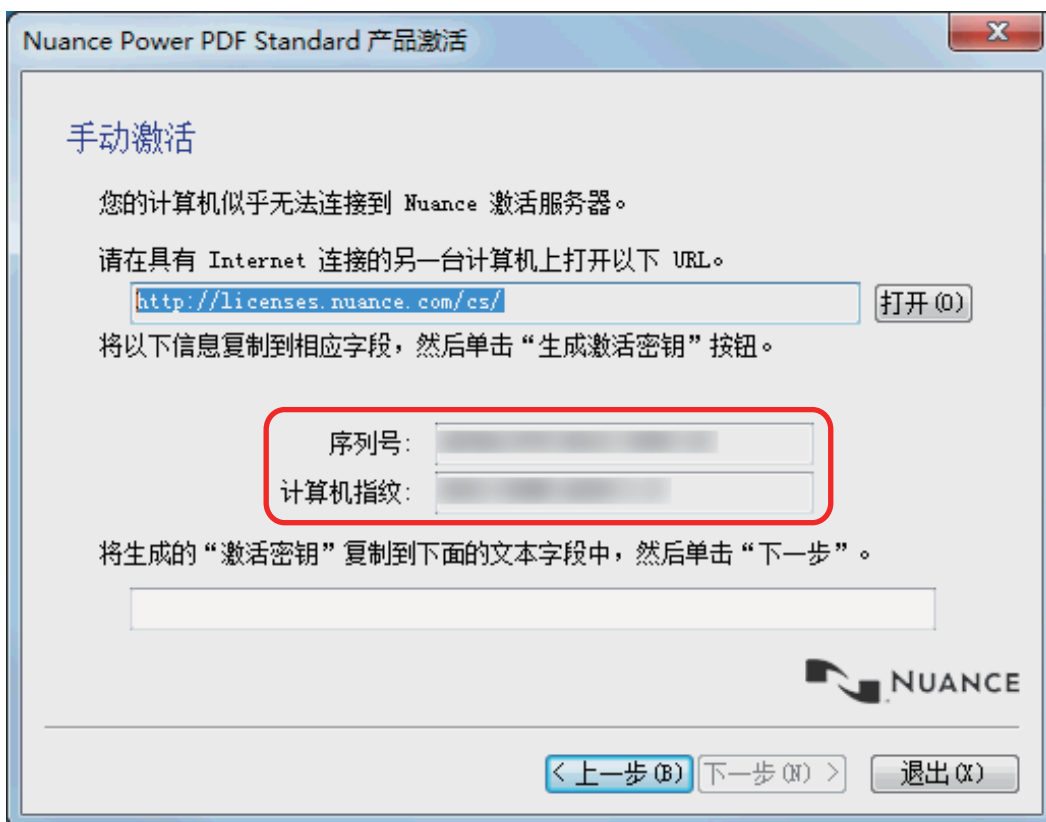 Nuance Power PDF Standard 产品激活
手动激活
您的计算机似乎无法连接到 Nuance 激活服务器。
请在具有 Internet 连接的另一台计算机上打开以下 URL。
http://licenses.nuance.com/cs/ 打开(O)
将以下信息复制到相应字段，然后单击“生成激活密钥”按钮。
序列号:
计算机指纹:
将生成的“激活密钥”复制到下面的文本字段中，然后单击“下一步”。
NUANCE
< 上一步(B) 下一步(N) > 退出(X)